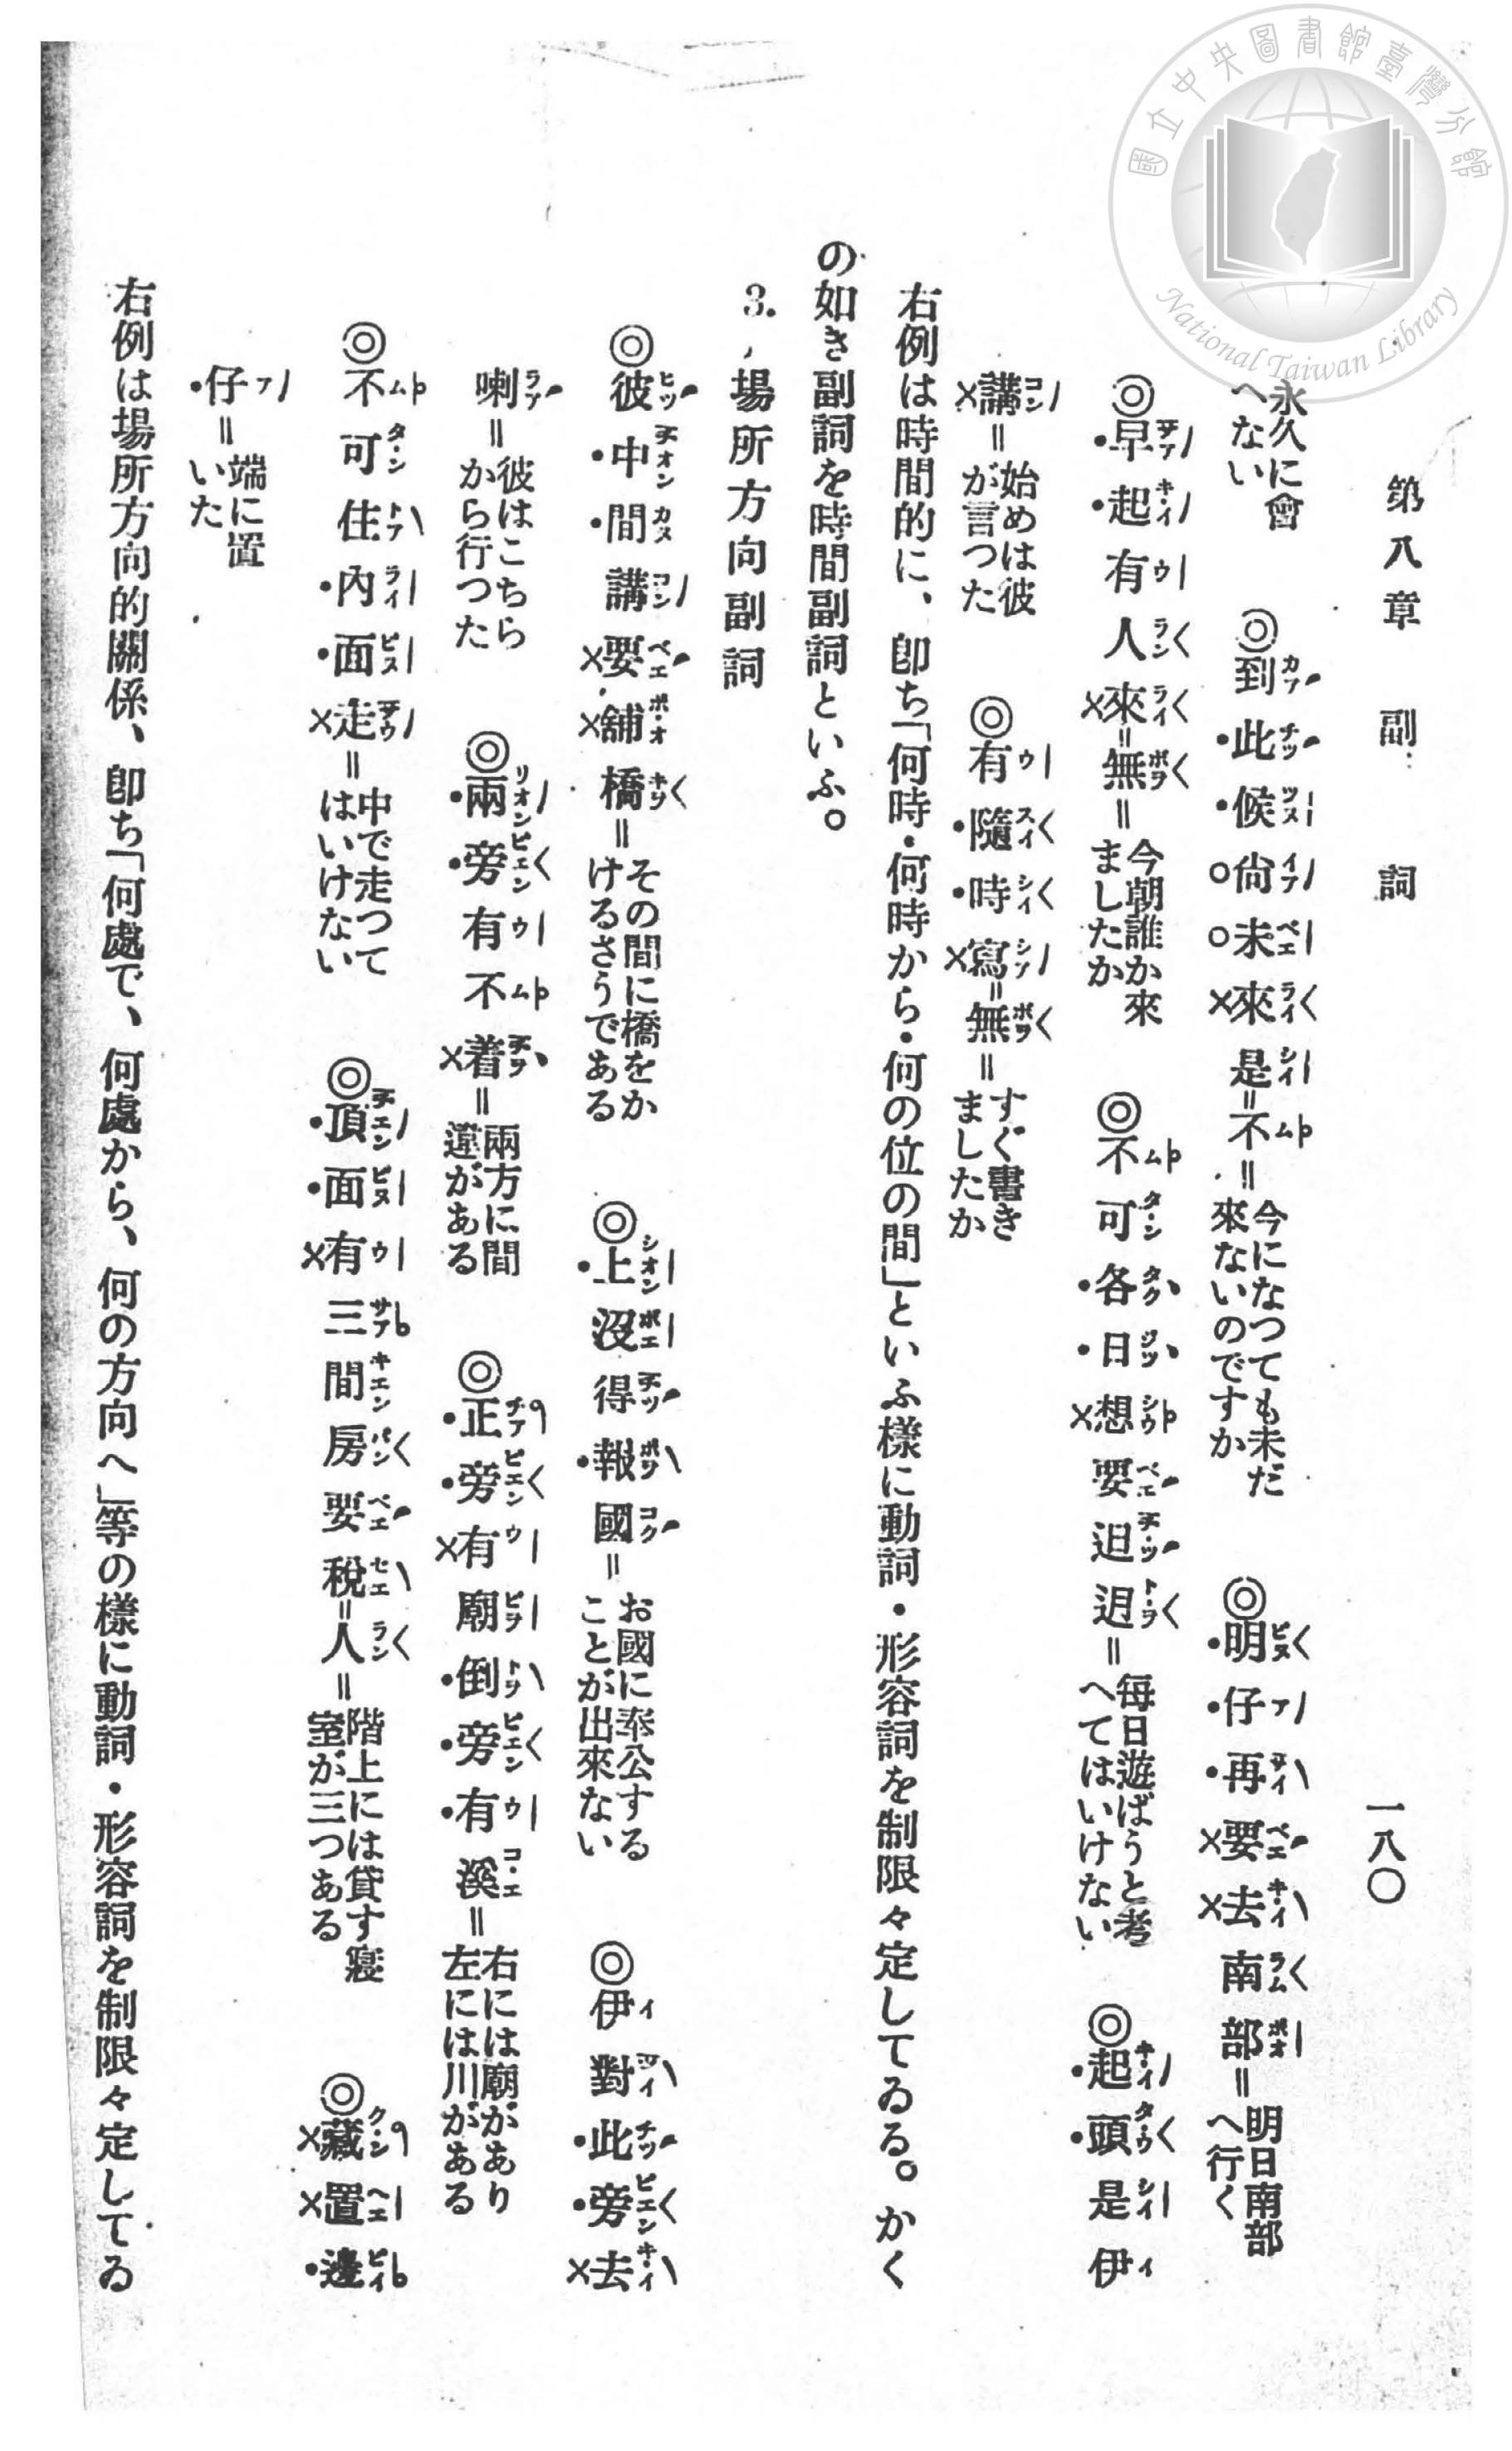 國立中央圖書館臺灣分館
National Taiwan Library
第八章 副詞 一八〇
永久に會へない ◎到此候尙未來是=不=今になつても未だ來ないのですか ◎明仔再要去南部=明日南部へ行く
◎早起有人來=無=今朝誰か來ましたか ◎不可各日想要𨑨迌=毎日遊ばうと考へてはいけない ◎起頭是伊
講=始めは彼が言つた ◎有隨時寫=無=すぐ書きましたか
右例は時間的に、卽ち「何時・何時から・何の位の間」といふ樣に動詞・形容詞を制限々定してゐる。かく
の如き副詞を時間副詞といふ。
3. 場所方向副詞
◎彼中間講要舖橋=その間に橋をかけるさうである ◎上沒得報國=お國に奉公することが出來ない ◎伊對此旁去
喇=彼はこちらから行つた ◎兩旁有不着=兩方に間違がある ◎正旁有廟倒旁有溪=右には廟があり左には川がある
◎不可住內面走=中で走つてはいけない ◎頂面有三間房要稅=人=階上には貸す寢室が三つある ◎藏置邊
仔=端に置いた
右例は場所方向的關係、卽ち「何處で、何處から、何の方向へ」等の樣に動詞・形容詞を制限々定してゐ